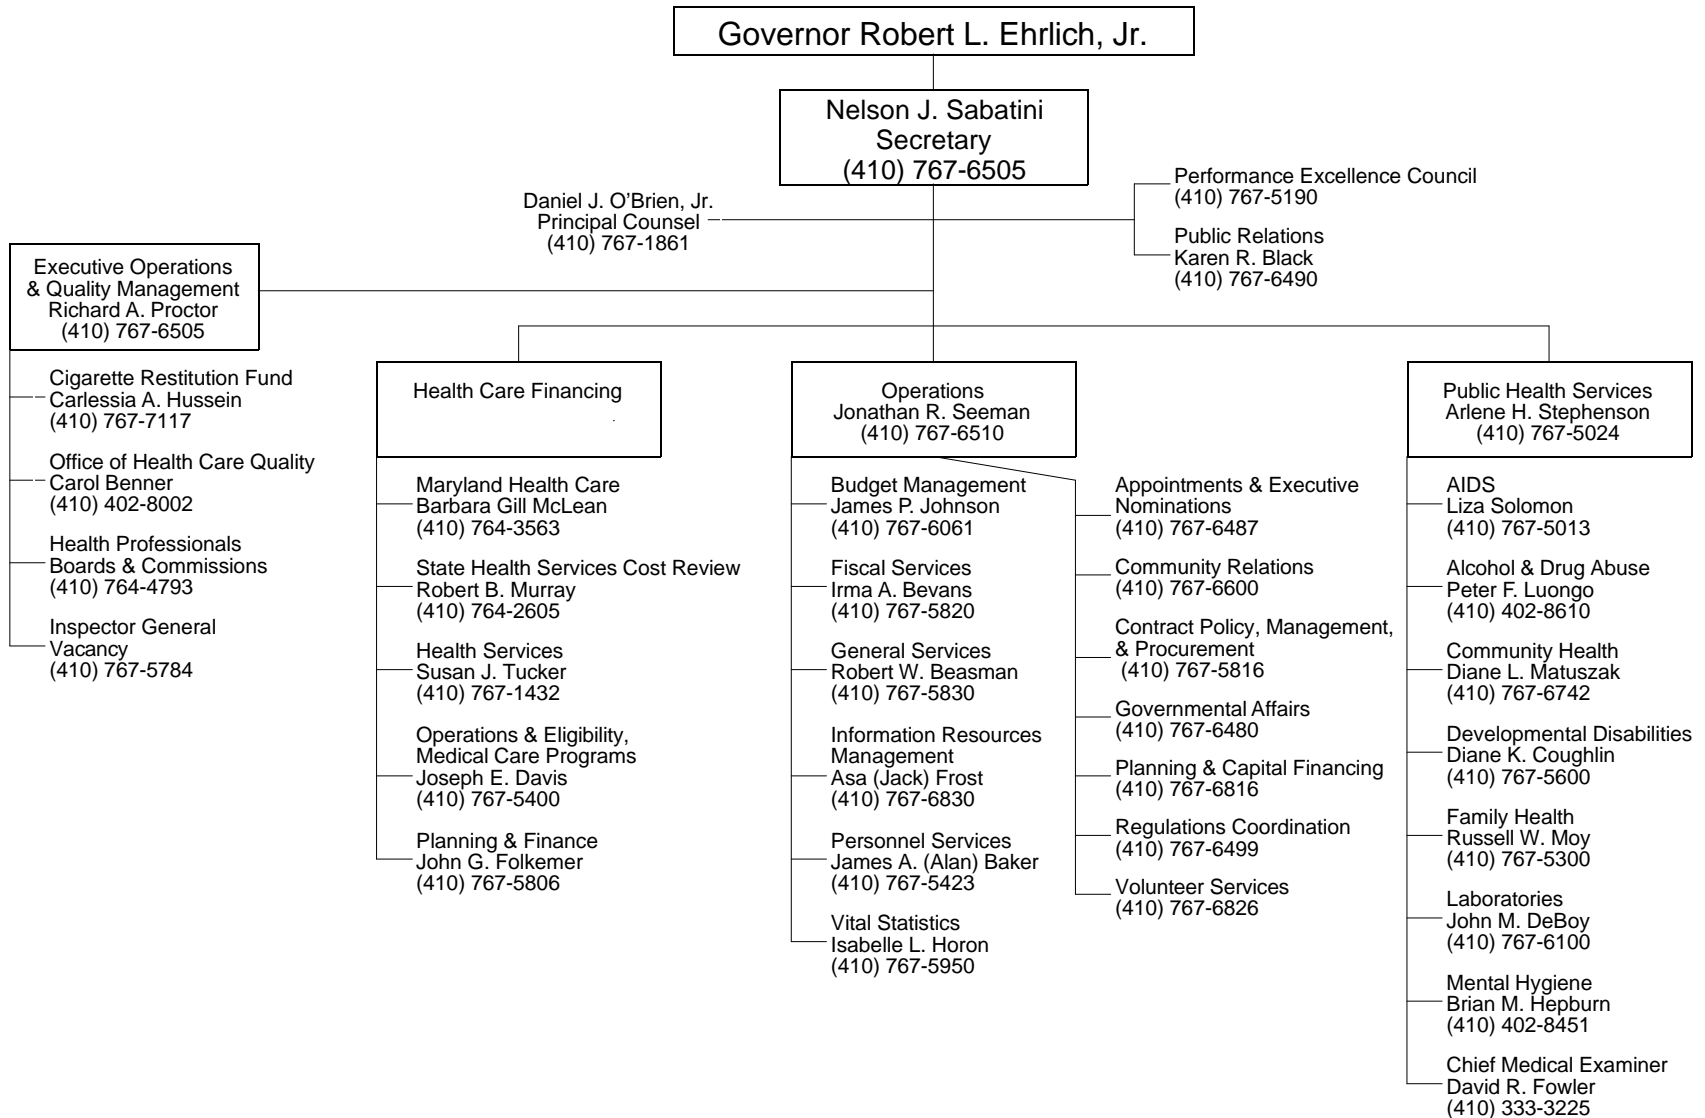 Governor Robert L. Ehrlich, Jr.
Nelson J. Sabatini
Secretary
(410) 767-6505
Daniel J. O'Brien, Jr.
Principal Counsel
(410) 767-1861
Performance Excellence Council
(410) 767-5190
Public Relations
Karen R. Black
(410) 767-6490
Executive Operations
& Quality Management
Richard A. Proctor
(410) 767-6505
Cigarette Restitution Fund
Carlessia A. Hussein
(410) 767-7117
Office of Health Care Quality
Carol Benner
(410) 402-8002
Health Professionals
Boards & Commissions
(410) 764-4793
Inspector General
Vacancy
(410) 767-5784
Health Care Financing
Maryland Health Care
Barbara Gill McLean
(410) 764-3563
State Health Services Cost Review
Robert B. Murray
(410) 764-2605
Health Services
Susan J. Tucker
(410) 767-1432
Operations & Eligibility,
Medical Care Programs
Joseph E. Davis
(410) 767-5400
Planning & Finance
John G. Folkemer
(410) 767-5806
Operations
Jonathan R. Seeman
(410) 767-6510
Budget Management
James P. Johnson
(410) 767-6061
Fiscal Services
Irma A. Bevans
(410) 767-5820
General Services
Robert W. Beasman
(410) 767-5830
Information Resources
Management
Asa (Jack) Frost
(410) 767-6830
Personnel Services
James A. (Alan) Baker
(410) 767-5423
Vital Statistics
Isabelle L. Horon
(410) 767-5950
Appointments & Executive
Nominations
(410) 767-6487
Community Relations
(410) 767-6600
Contract Policy, Management,
& Procurement
(410) 767-5816
Governmental Affairs
(410) 767-6480
Planning & Capital Financing
(410) 767-6816
Regulations Coordination
(410) 767-6499
Volunteer Services
(410) 767-6826
Public Health Services
Arlene H. Stephenson
(410) 767-5024
AIDS
Liza Solomon
(410) 767-5013
Alcohol & Drug Abuse
Peter F. Luongo
(410) 402-8610
Community Health
Diane L. Matuszak
(410) 767-6742
Developmental Disabilities
Diane K. Coughlin
(410) 767-5600
Family Health
Russell W. Moy
(410) 767-5300
Laboratories
John M. DeBoy
(410) 767-6100
Mental Hygiene
Brian M. Hepburn
(410) 402-8451
Chief Medical Examiner
David R. Fowler
(410) 333-3225